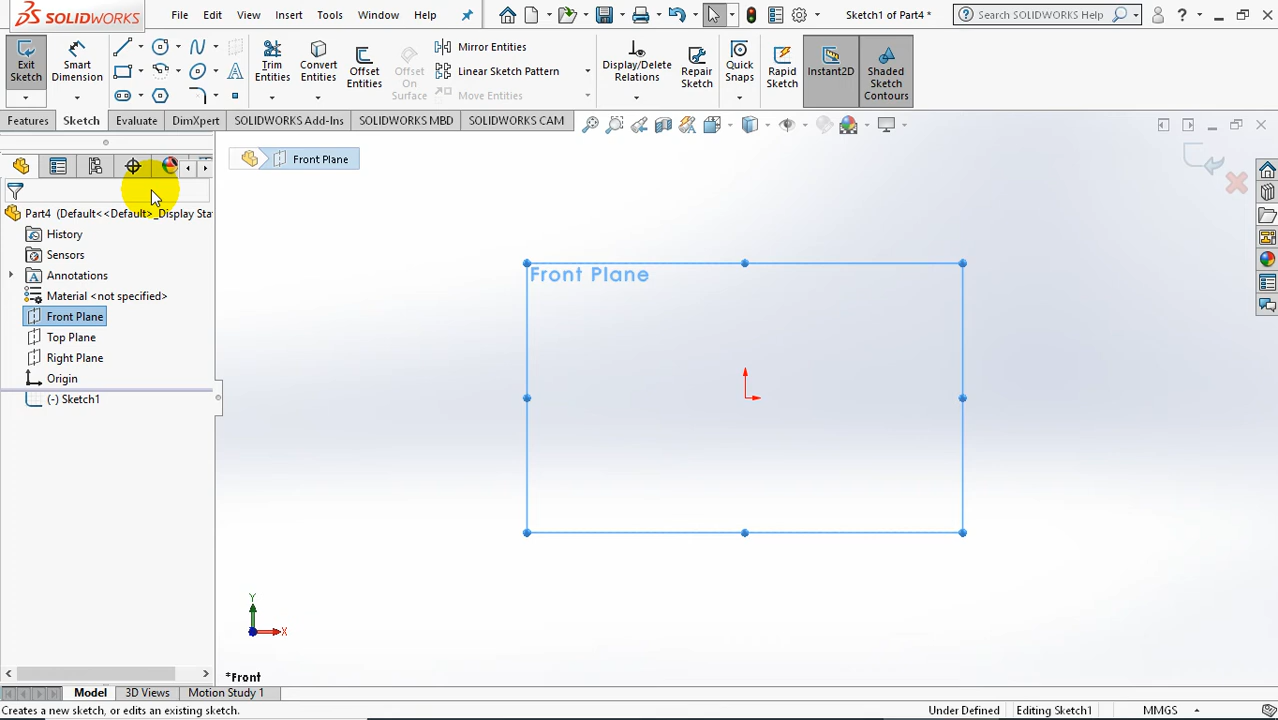 SOLIDWORKS File Edit View Insert Tools Window Help Sketch1 of Part4 * Search SOLIDWORKS Help ?
Exit Sketch
Smart Dimension
Trim Entities
Convert Entities
Offset Entities
Offset On Surface
Mirror Entities
Linear Sketch Pattern
Move Entities
Display/Delete Relations
Repair Sketch
Quick Snaps
Rapid Sketch
Instant2D
Shaded Sketch Contours
Features Sketch Evaluate DimXpert SOLIDWORKS Add-Ins SOLIDWORKS MBD SOLIDWORKS CAM
Front Plane
Part4 (Default<<Default>_Display Sta
History
Sensors
Annotations
Material <not specified>
Front Plane
Top Plane
Right Plane
Origin
(-) Sketch1
Front Plane
Y
X
*Front
Model 3D Views Motion Study 1
Creates a new sketch, or edits an existing sketch. Under Defined Editing Sketch1 MMGS